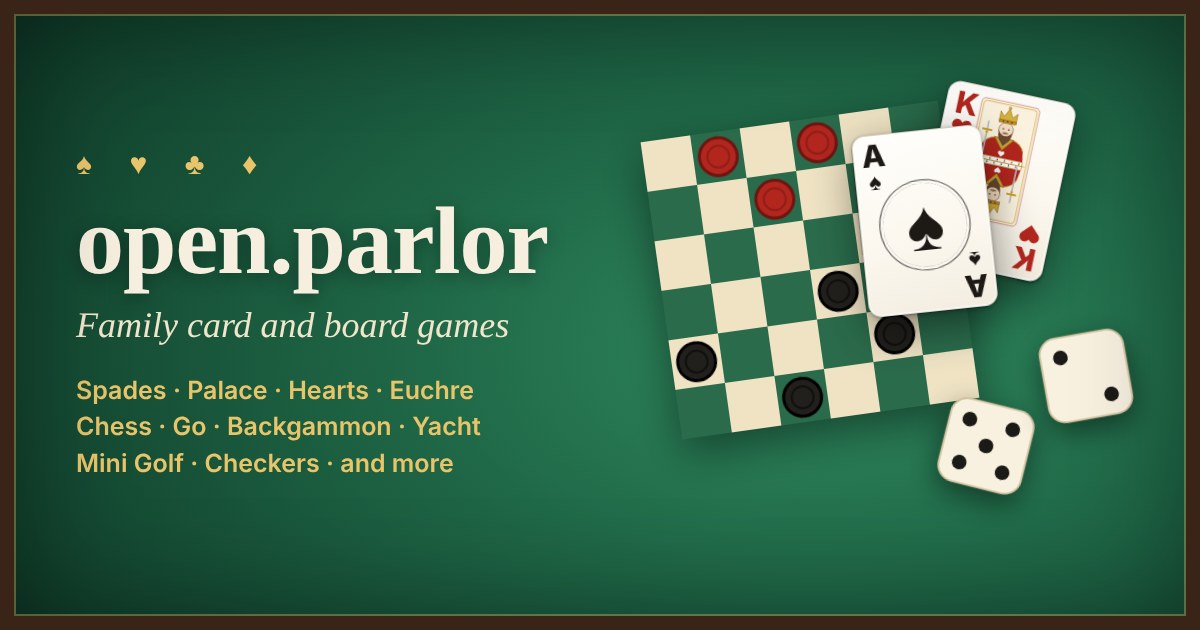 ♠ ♥ ♣ ♦
open.parlor
Family card and board games
Spades · Palace · Hearts · Euchre
Chess · Go · Backgammon · Yacht
Mini Golf · Checkers · and more
K
A
A
K